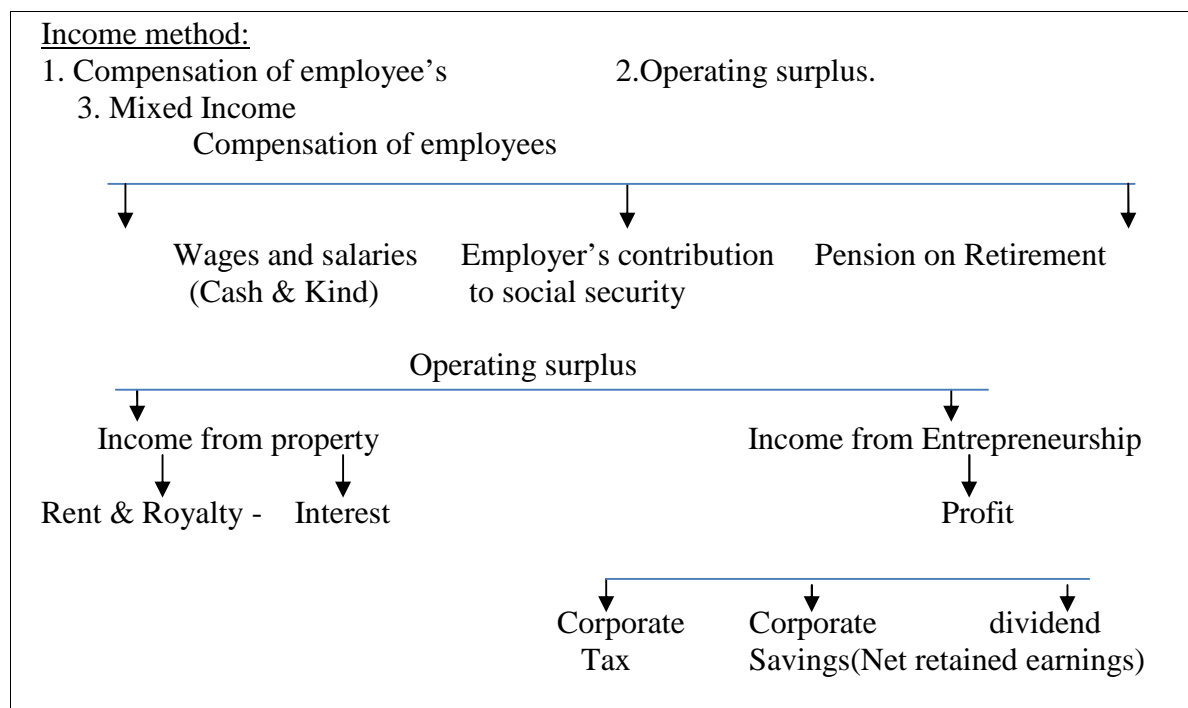 Income method:
1. Compensation of employee's 2.Operating surplus.
3. Mixed Income
Compensation of employees
Wages and salaries Employer's contribution Pension on Retirement
(Cash & Kind) to social security
Operating surplus
Income from property Income from Entrepreneurship
Rent & Royalty - Interest Profit
Corporate Corporate dividend
Tax Savings(Net retained earnings)